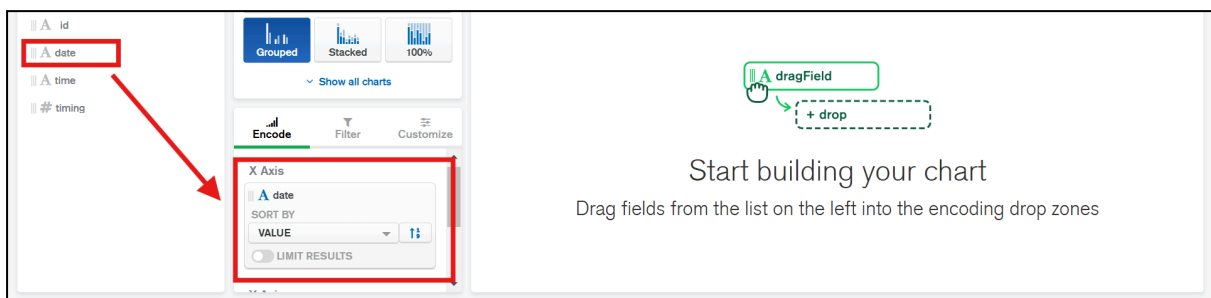 A id
A date
A time
# timing
Grouped
Stacked
100%
Show all charts
Encode
Filter
Customize
X Axis
A date
SORT BY
VALUE
LIMIT RESULTS
A dragField
+ drop
Start building your chart
Drag fields from the list on the left into the encoding drop zones